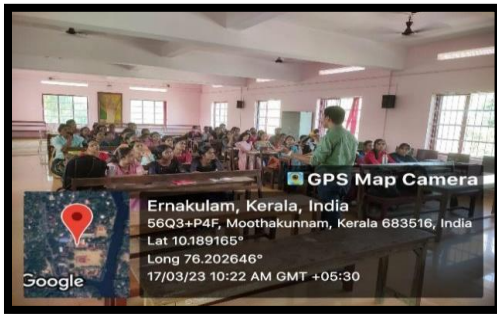 GPS Map Camera
Ernakulam, Kerala, India
56Q3+P4F, Moothakunnam, Kerala 683516, India
Lat 10.189165°
Long 76.202646°
17/03/23 10:22 AM GMT +05:30
Google